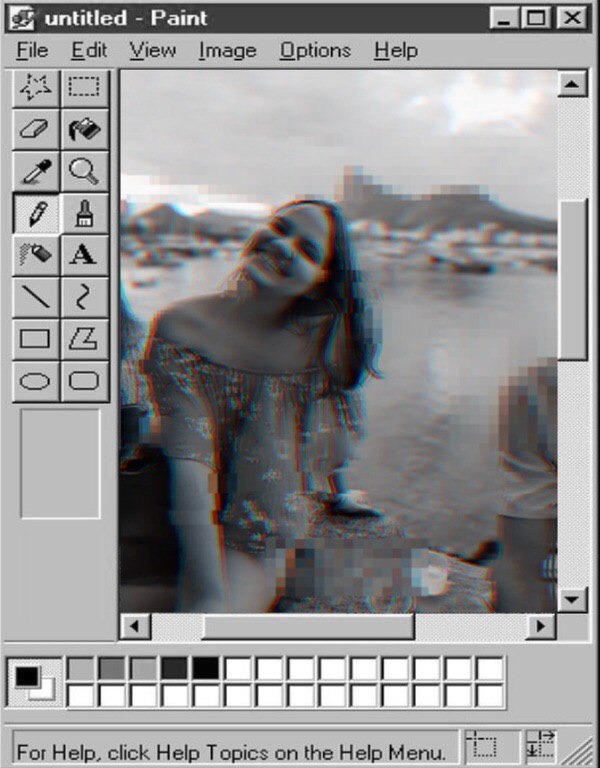 untitled - Paint
File Edit View Image Options Help
A
For Help, click Help Topics on the Help Menu.